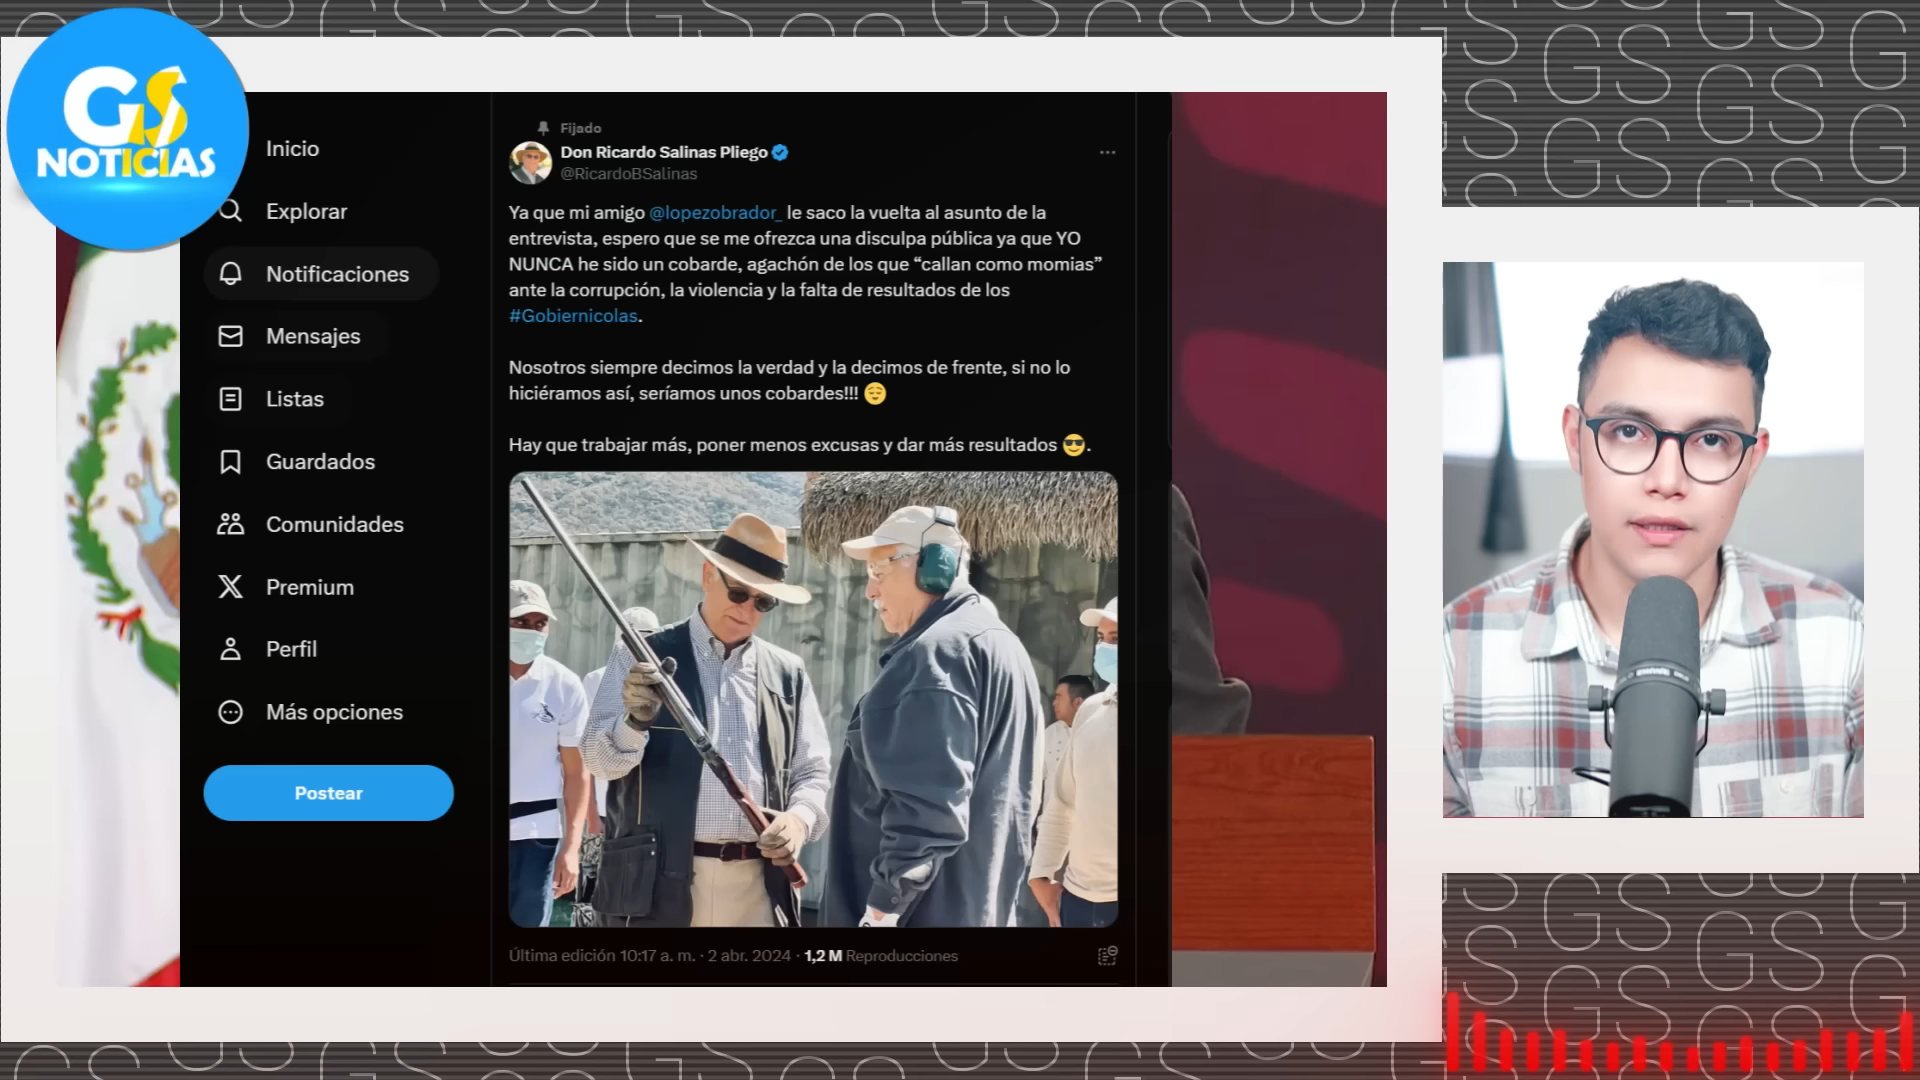 GS
NOTICIAS
Inicio
Explorar
Notificaciones
Mensajes
Listas
Guardados
Comunidades
Premium
Perfil
Más opciones
Postear
Fijado
Don Ricardo Salinas Pliego
@RicardoBSalinas
Ya que mi amigo @lopezobrador_ le saco la vuelta al asunto de la
entrevista, espero que se me ofrezca una disculpa pública ya que YO
NUNCA he sido un cobarde, agachón de los que “callan como momias”
ante la corrupción, la violencia y la falta de resultados de los
#Gobiernicolas.
Nosotros siempre decimos la verdad y la decimos de frente, si no lo
hiciéramos así, seríamos unos cobardes!!! 😌
Hay que trabajar más, poner menos excusas y dar más resultados 😎.
Última edición 10:17 a. m. · 2 abr. 2024 · 1,2 M Reproducciones